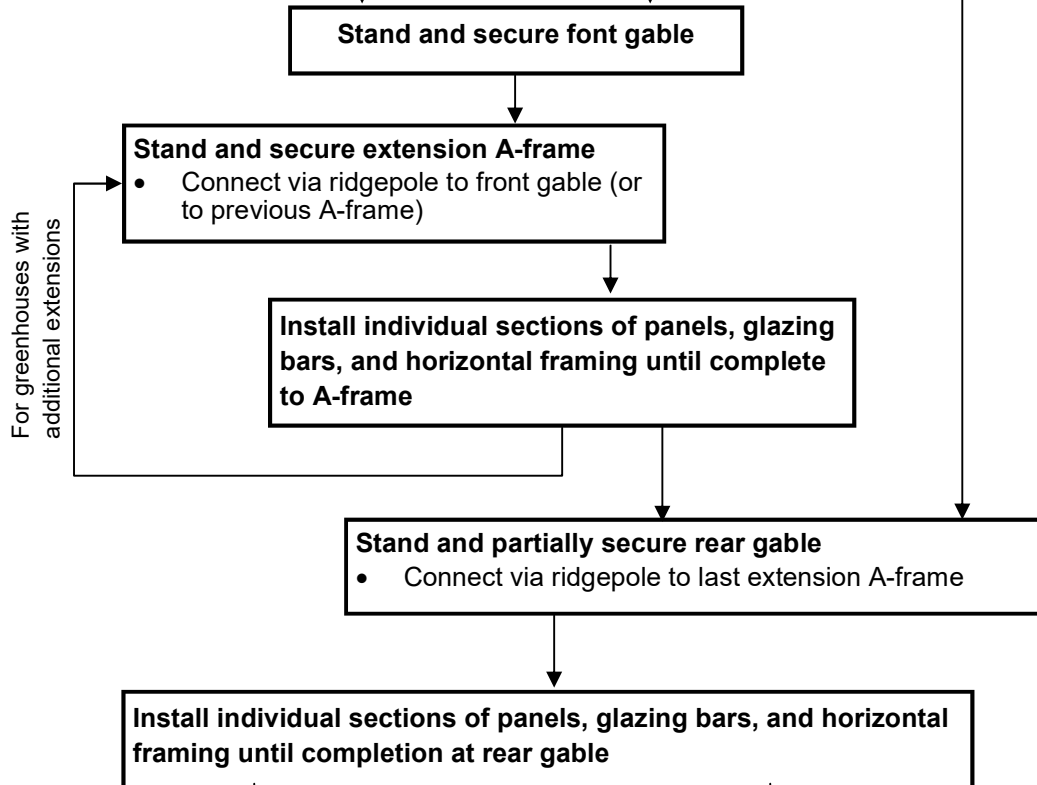 Stand and secure font gable
Stand and secure extension A-frame
• Connect via ridgepole to front gable (or
to previous A-frame)
For greenhouses with
additional extensions
Install individual sections of panels, glazing
bars, and horizontal framing until complete
to A-frame
Stand and partially secure rear gable
• Connect via ridgepole to last extension A-frame
Install individual sections of panels, glazing bars, and horizontal
framing until completion at rear gable